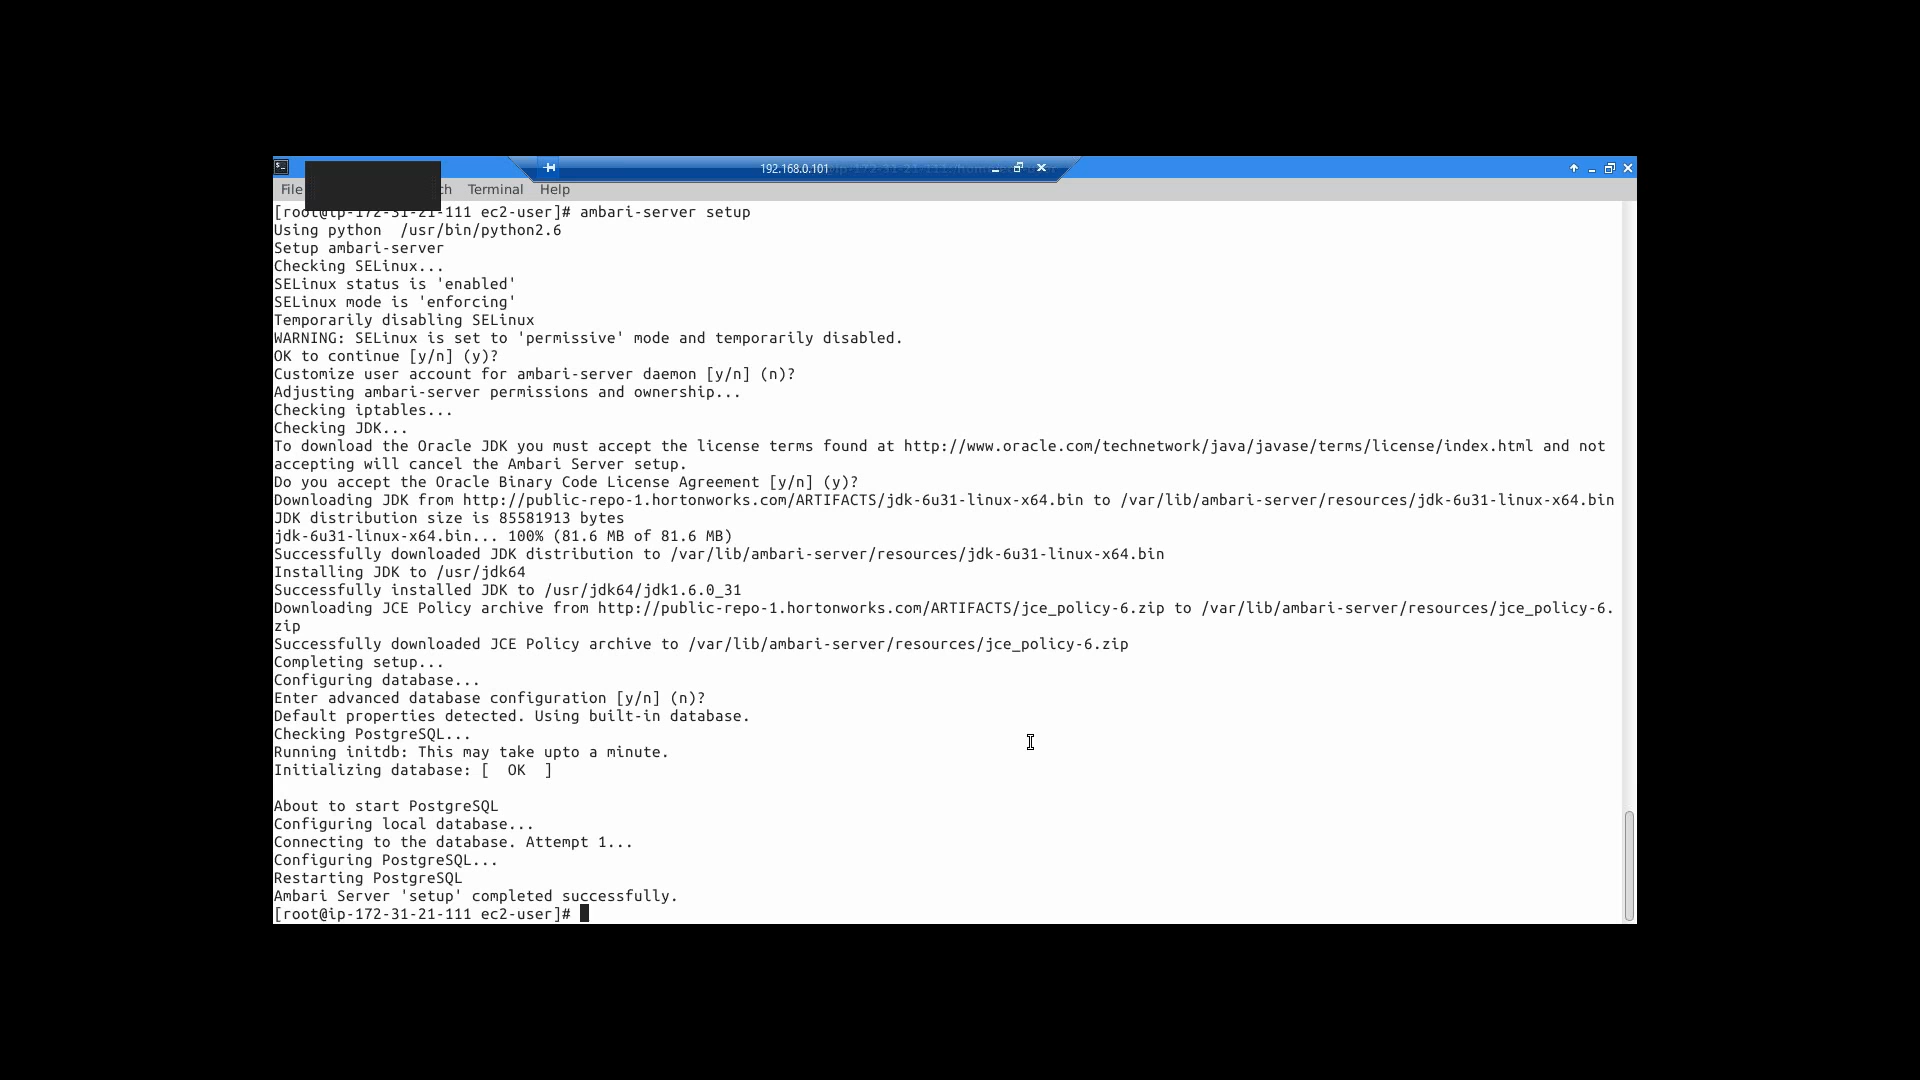 192.168.0.101
File ch Terminal Help
[root@ip-172-31-21-111 ec2-user]# ambari-server setup
Using python  /usr/bin/python2.6
Setup ambari-server
Checking SELinux...
SELinux status is 'enabled'
SELinux mode is 'enforcing'
Temporarily disabling SELinux
WARNING: SELinux is set to 'permissive' mode and temporarily disabled.
OK to continue [y/n] (y)?
Customize user account for ambari-server daemon [y/n] (n)?
Adjusting ambari-server permissions and ownership...
Checking iptables...
Checking JDK...
To download the Oracle JDK you must accept the license terms found at http://www.oracle.com/technetwork/java/javase/terms/license/index.html and not
accepting will cancel the Ambari Server setup.
Do you accept the Oracle Binary Code License Agreement [y/n] (y)?
Downloading JDK from http://public-repo-1.hortonworks.com/ARTIFACTS/jdk-6u31-linux-x64.bin to /var/lib/ambari-server/resources/jdk-6u31-linux-x64.bin
JDK distribution size is 85581913 bytes
jdk-6u31-linux-x64.bin... 100% (81.6 MB of 81.6 MB)
Successfully downloaded JDK distribution to /var/lib/ambari-server/resources/jdk-6u31-linux-x64.bin
Installing JDK to /usr/jdk64
Successfully installed JDK to /usr/jdk64/jdk1.6.0_31
Downloading JCE Policy archive from http://public-repo-1.hortonworks.com/ARTIFACTS/jce_policy-6.zip to /var/lib/ambari-server/resources/jce_policy-6.
zip
Successfully downloaded JCE Policy archive to /var/lib/ambari-server/resources/jce_policy-6.zip
Completing setup...
Configuring database...
Enter advanced database configuration [y/n] (n)?
Default properties detected. Using built-in database.
Checking PostgreSQL...
Running initdb: This may take upto a minute.
Initializing database: [  OK  ]
About to start PostgreSQL
Configuring local database...
Connecting to the database. Attempt 1...
Configuring PostgreSQL...
Restarting PostgreSQL
Ambari Server 'setup' completed successfully.
[root@ip-172-31-21-111 ec2-user]#